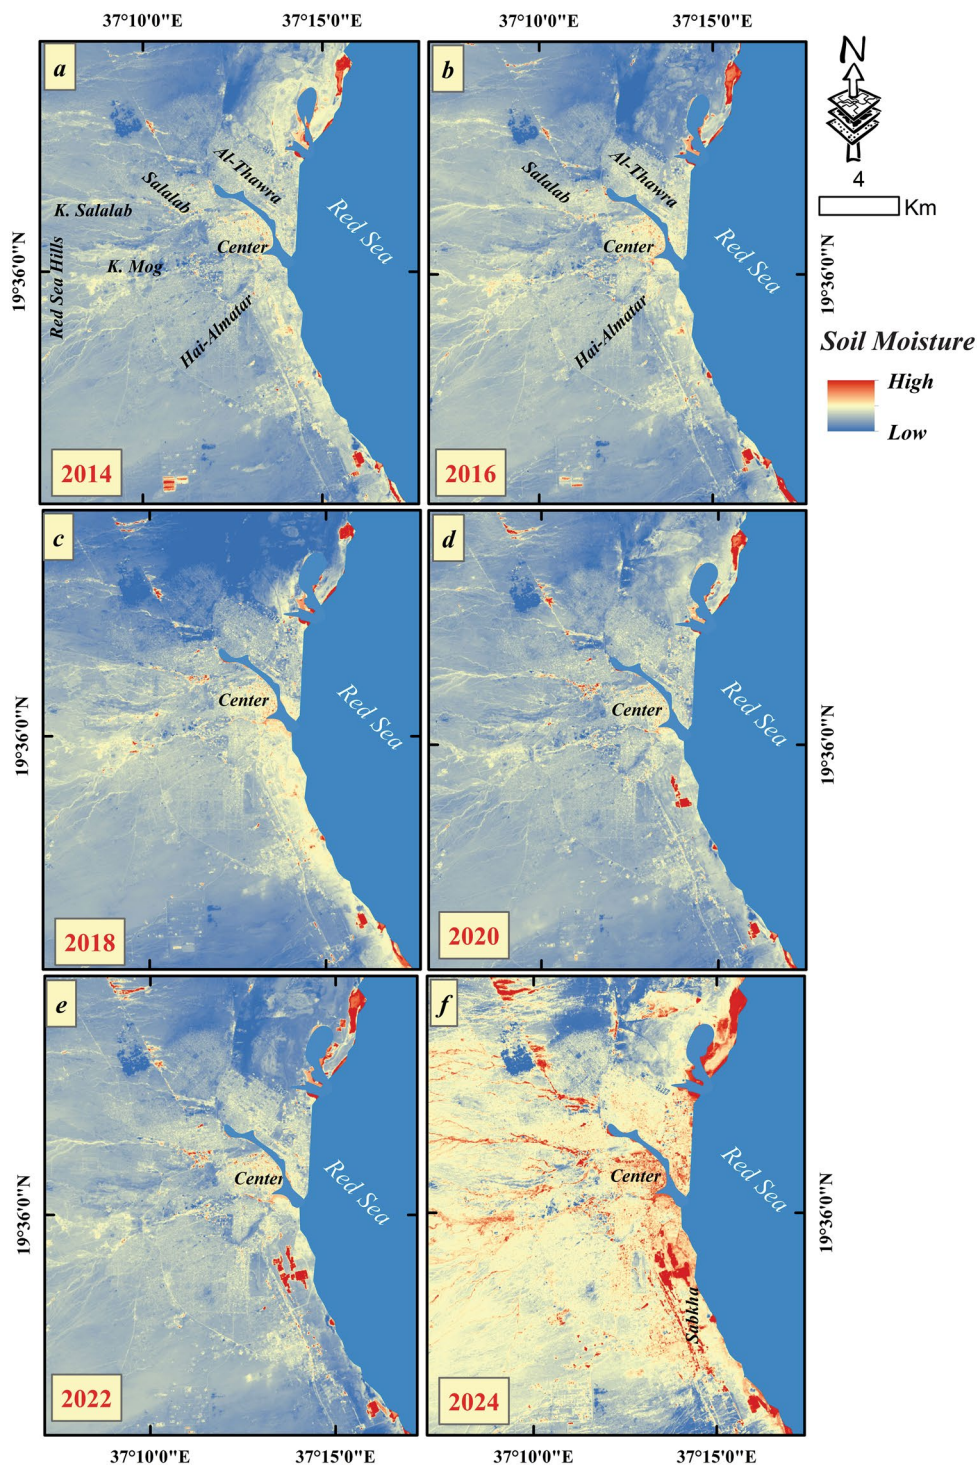 37°10'0"E
37°15'0"E
37°10'0"E
37°15'0"E
a
Al-Thawra
Salalab
K. Salalab
Center
K. Mog
Red Sea Hills
Hai-Almatar
Red Sea
2014
19°36'0"N
b
Al-Thawra
Salalab
Center
Hai-Almatar
Red Sea
2016
19°36'0"N
N
4
Km
Soil Moisture
High
Low
c
Center
Red Sea
2018
19°36'0"N
d
Center
Red Sea
2020
19°36'0"N
e
Center
Red Sea
2022
19°36'0"N
f
Center
Red Sea
Sabkha
2024
19°36'0"N
37°10'0"E
37°15'0"E
37°10'0"E
37°15'0"E